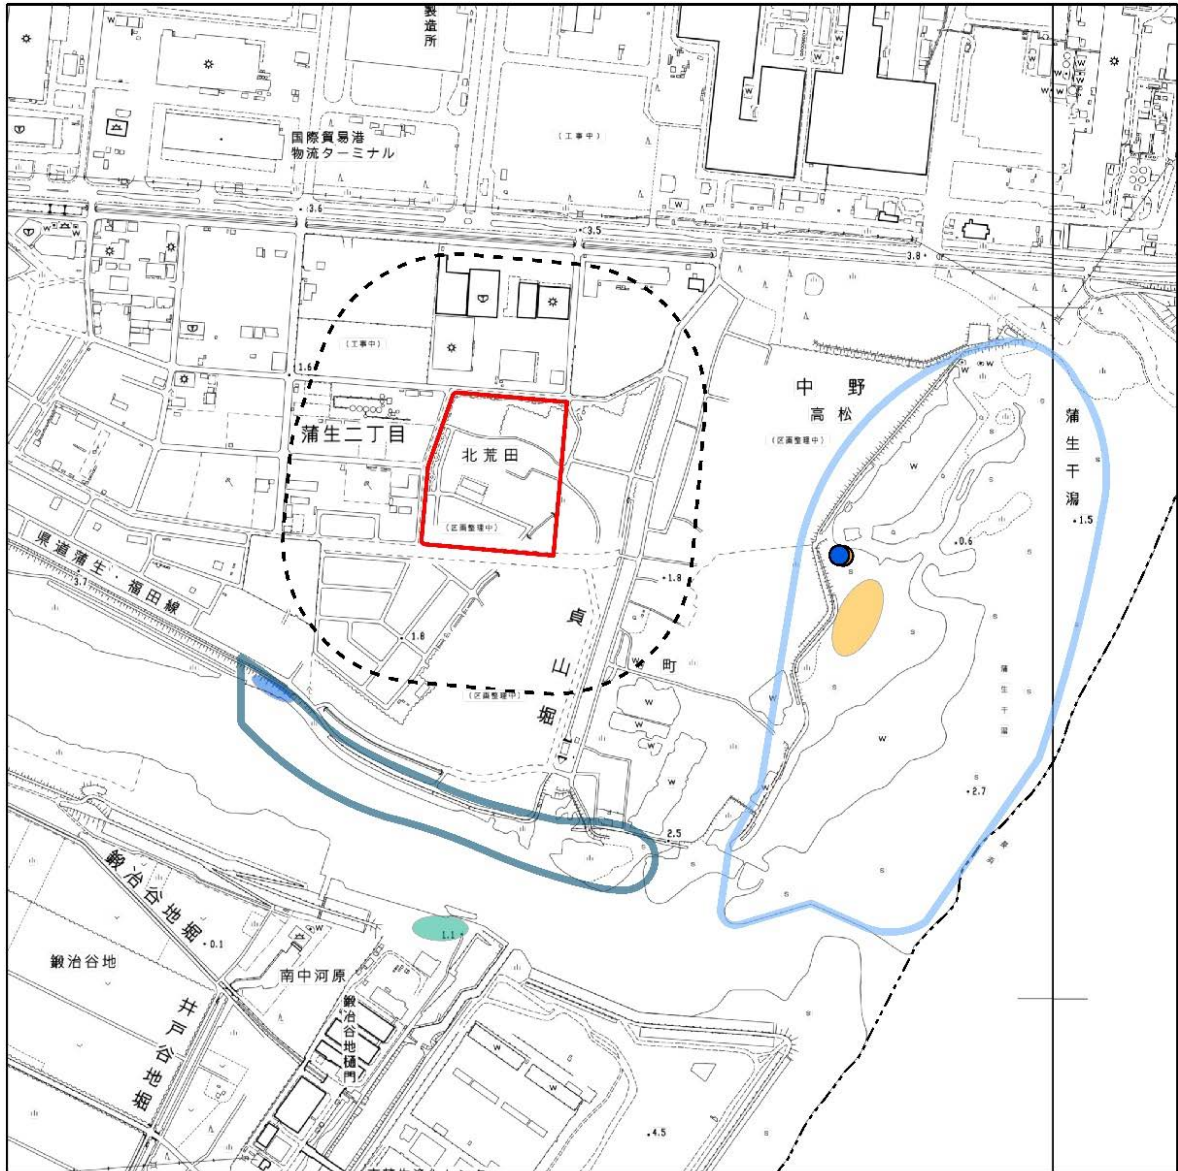 製造所
国際貿易港
物流ターミナル
(工事中)
3.6
3.5
3.8
(工事中)
1.6
中野
高松
(区画整理中)
蒲生干潟
蒲生二丁目
北荒田
(区画整理中)
1.5
0.6
県道蒲生・福田線
3.7
1.8
1.8
貞山堀
町
(区画整理中)
蒲生干潟
2.7
2.5
鍛冶谷地堀
0.1
1.1
鍛冶谷地
南中河原
井戸谷地堀
鍛冶谷地樋門
4.5